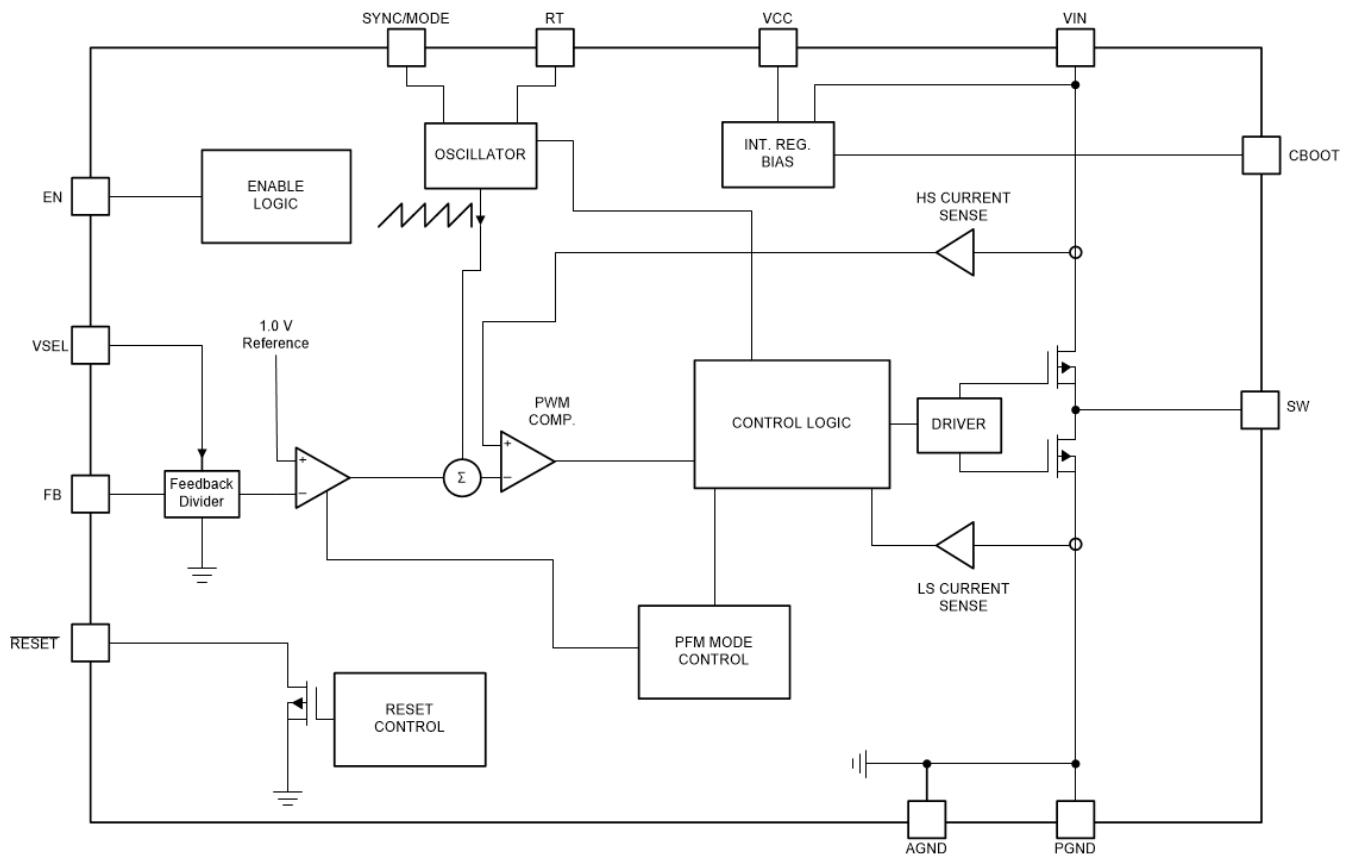 SYNC/MODE
RT
VCC
VIN
OSCILLATOR
INT. REG.
BIAS
CBOOT
EN
ENABLE
LOGIC
HS CURRENT
SENSE
VSEL
1.0 V
Reference
PWM
COMP.
CONTROL LOGIC
DRIVER
SW
+
−
Σ
+
−
FB
Feedback
Divider
LS CURRENT
SENSE
RESET
PFM MODE
CONTROL
RESET
CONTROL
AGND
PGND